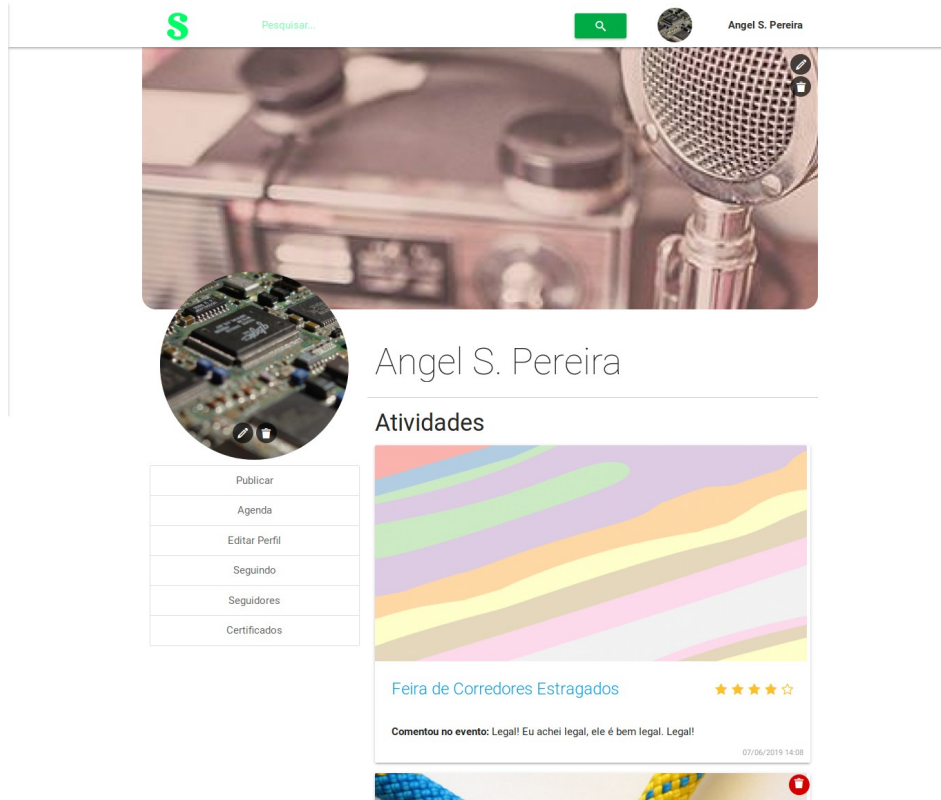 S
Pesquisar...
Angel S. Pereira
Angel S. Pereira
Publicar
Agenda
Editar Perfil
Seguindo
Seguidores
Certificados
Atividades
Feira de Corredores Estragados
Comentou no evento: Legal! Eu achei legal, ele é bem legal. Legal!
07/06/2019 14:08